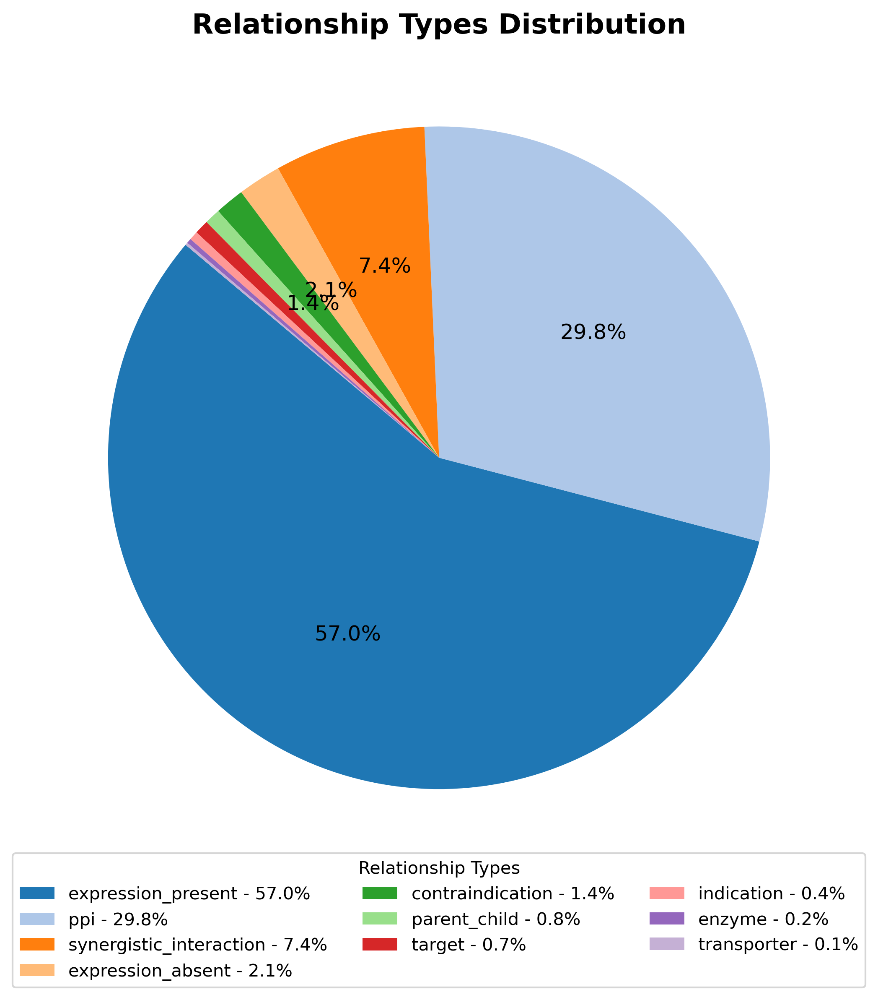 Relationship Types Distribution
7.4%
2.1%
1.4%
29.8%
57.0%
Relationship Types
expression_present - 57.0%
ppi - 29.8%
synergistic_interaction - 7.4%
expression_absent - 2.1%
contraindication - 1.4%
parent_child - 0.8%
target - 0.7%
indication - 0.4%
enzyme - 0.2%
transporter - 0.1%